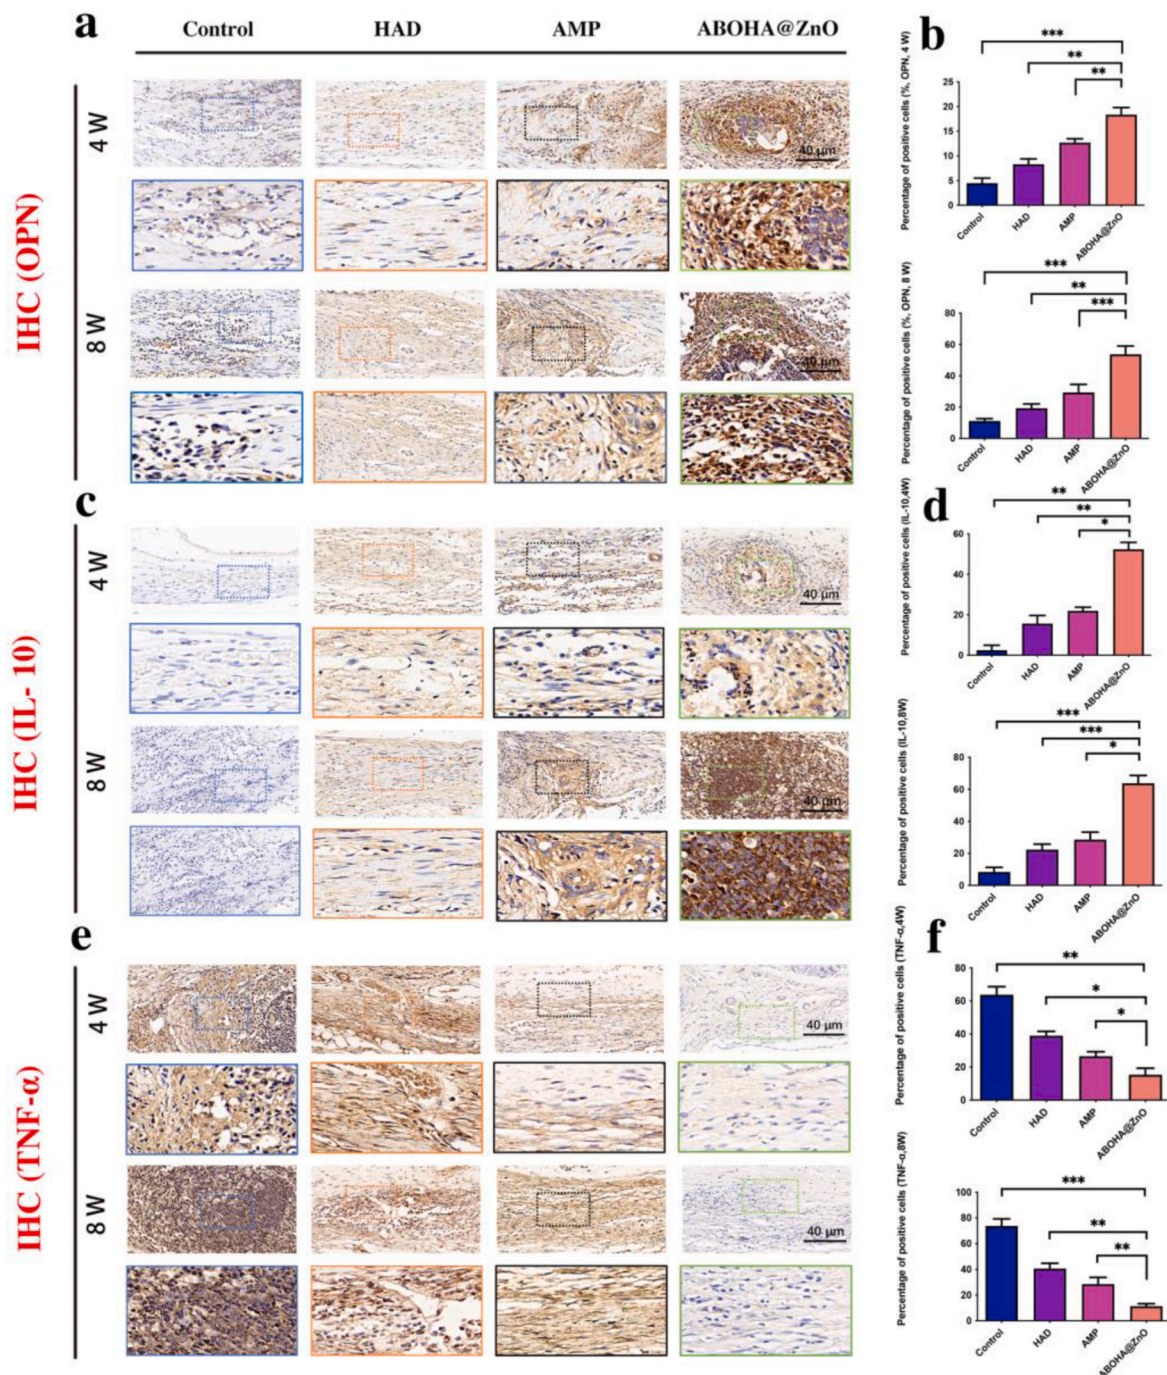 a
Control
HAD
AMP
ABOHA@ZnO
IHC (OPN)
4 W
40 μm
8 W
40 μm
b
Percentage of positive cells (%, OPN, 4 W)
***
**
**
25
20
15
10
5
0
Control
HAD
AMP
ABOHA@ZnO
Percentage of positive cells (%, OPN, 8 W)
***
**
***
80
60
40
20
0
Control
HAD
AMP
ABOHA@ZnO
c
IHC (IL- 10)
4 W
40 μm
8 W
40 μm
d
Percentage of positive cells (IL-10,4W)
**
**
*
60
40
20
0
Control
HAD
AMP
ABOHA@ZnO
Percentage of positive cells (IL-10,8W)
***
***
*
80
60
40
20
0
Control
HAD
AMP
ABOHA@ZnO
e
IHC (TNF-α)
4 W
40 μm
8 W
40 μm
f
Percentage of positive cells (TNF-α,4W)
**
*
*
80
60
40
20
0
Control
HAD
AMP
ABOHA@ZnO
Percentage of positive cells (TNF-α,8W)
***
**
**
100
80
60
40
20
0
Control
HAD
AMP
ABOHA@ZnO